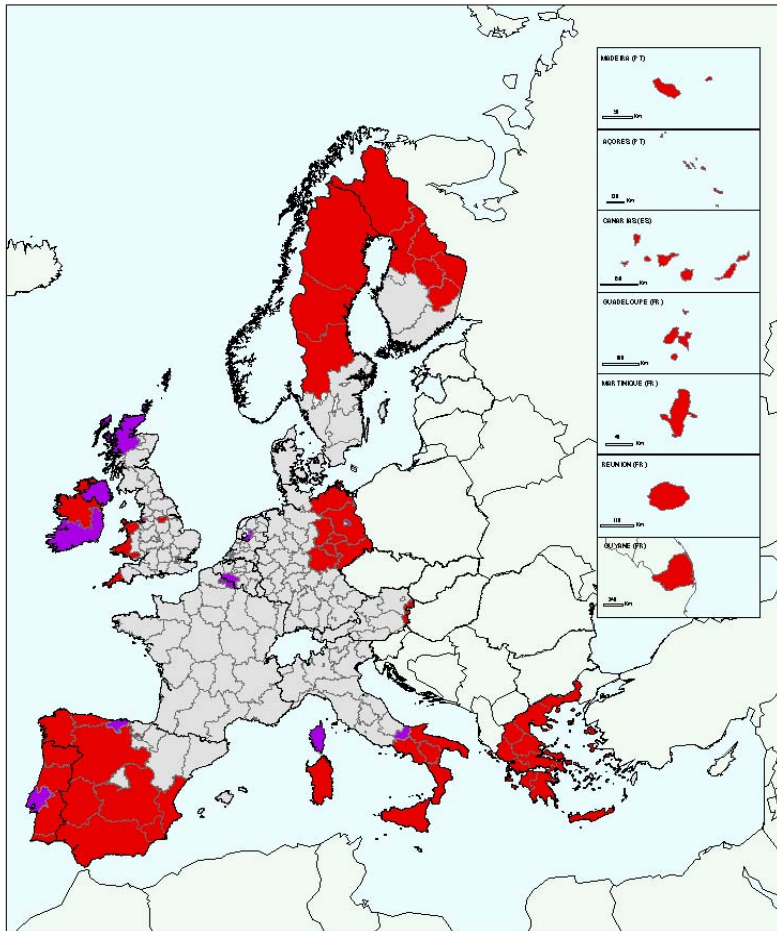 MADEIRA (PT)
Km
AÇORES (PT)
Km
CANARIAS (ES)
Km
GUADELOUPE (FR)
Km
MARTINIQUE (FR)
Km
REUNION (FR)
Km
GUYANE (FR)
Km